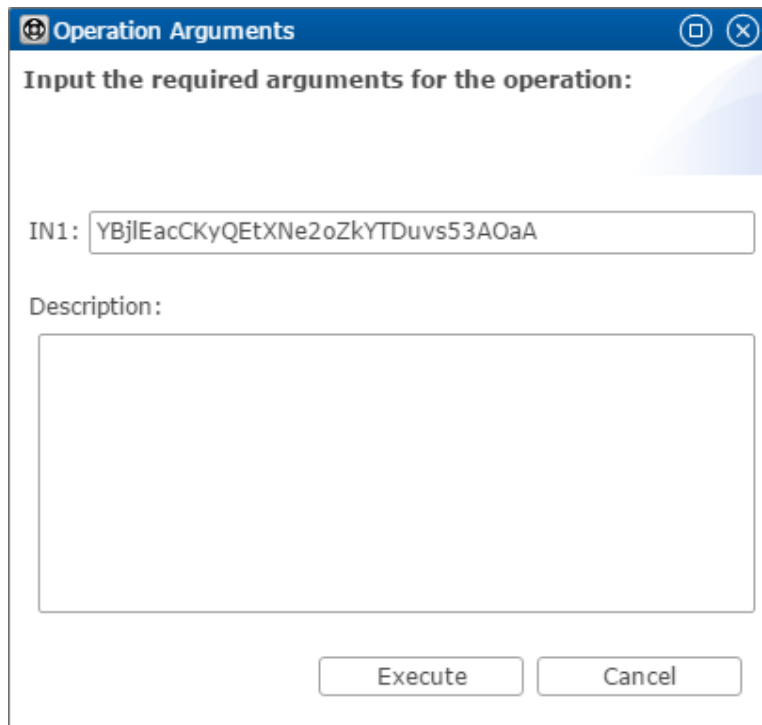 Operation Arguments
Input the required arguments for the operation:
IN1: YBjlEacCKyQEtXNe2oZkYTDuvs53AOaA
Description:
Execute Cancel